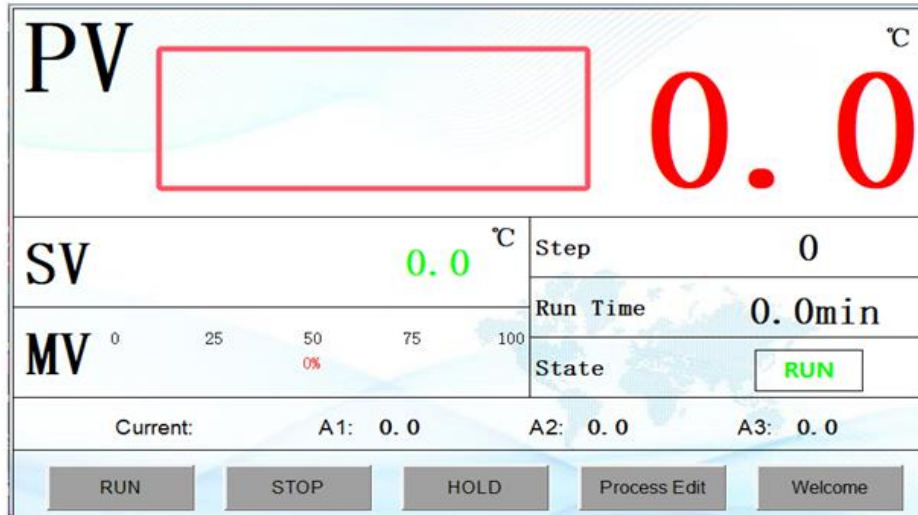 PV ℃
0.0
SV 0.0 ℃ Step 0
Run Time 0.0min
MV 0 25 50 75 100
0%
State RUN
Current: A1: 0.0 A2: 0.0 A3: 0.0
RUN STOP HOLD Process Edit Welcome